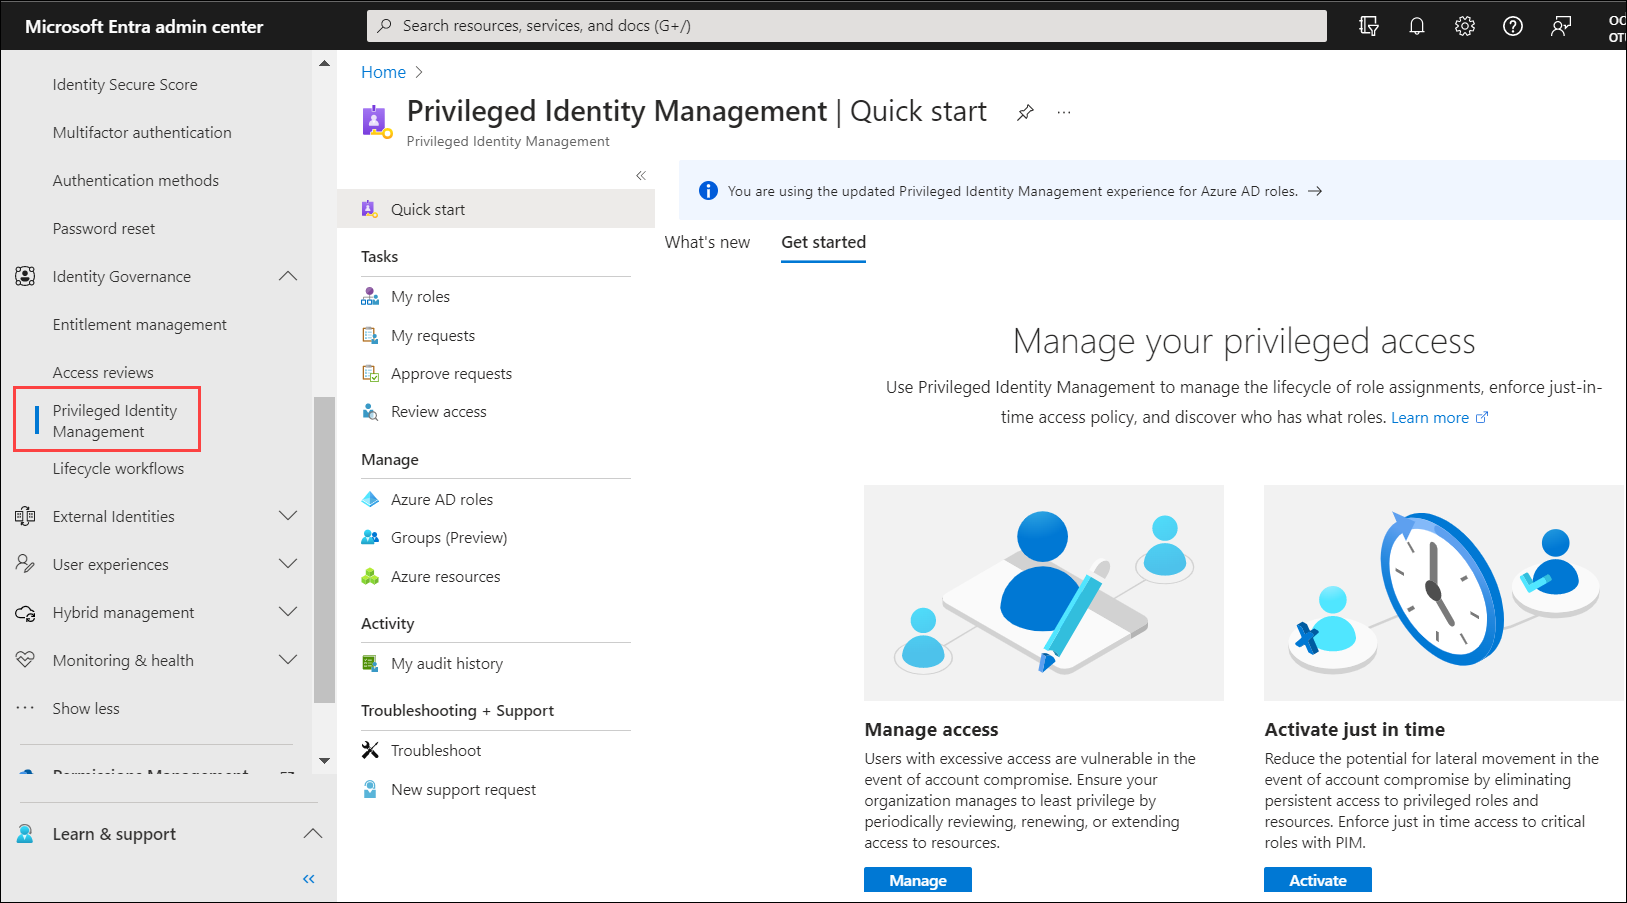 Microsoft Entra admin center
Search resources, services, and docs (G+/)
Identity Secure Score
Multifactor authentication
Authentication methods
Password reset
Identity Governance
Entitlement management
Access reviews
Privileged Identity
Management
Lifecycle workflows
External Identities
User experiences
Hybrid management
Monitoring & health
Show less
Permissions Management
Learn & support
Home
Privileged Identity Management | Quick start
Privileged Identity Management
Quick start
Tasks
My roles
My requests
Approve requests
Review access
Manage
Azure AD roles
Groups (Preview)
Azure resources
Activity
My audit history
Troubleshooting + Support
Troubleshoot
New support request
You are using the updated Privileged Identity Management experience for Azure AD roles. →
What's new
Get started
Manage your privileged access
Use Privileged Identity Management to manage the lifecycle of role assignments, enforce just-in-
time access policy, and discover who has what roles. Learn more
Manage access
Users with excessive access are vulnerable in the
event of account compromise. Ensure your
organization manages to least privilege by
periodically reviewing, renewing, or extending
access to resources.
Manage
Activate just in time
Reduce the potential for lateral movement in the
event of account compromise by eliminating
persistent access to privileged roles and
resources. Enforce just in time access to critical
roles with PIM.
Activate